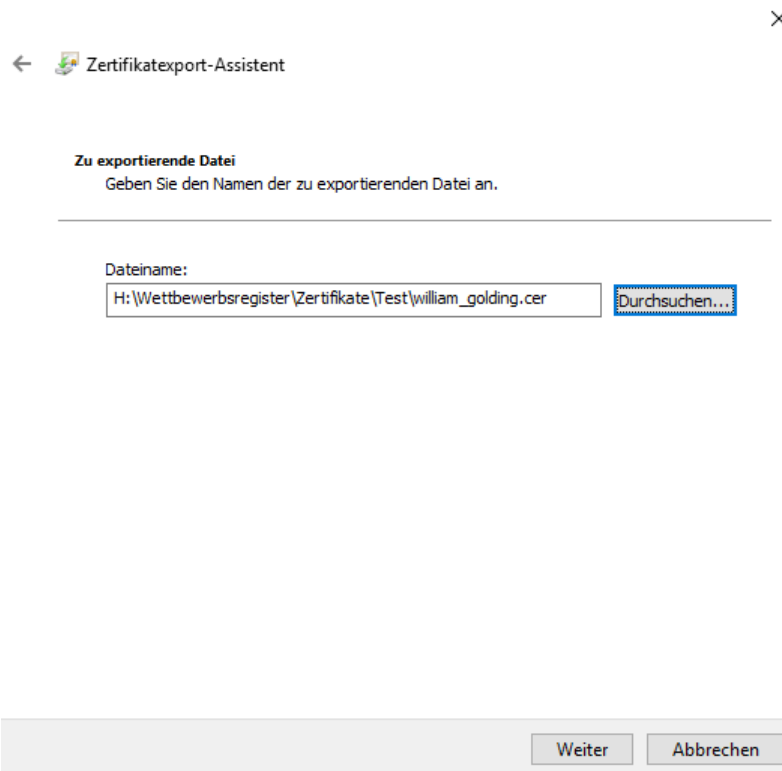 Zertifikatexport-Assistent
Zu exportierende Datei
Geben Sie den Namen der zu exportierenden Datei an.
Dateiname:
H:\Wettbewerbsregister\Zertifikate\Test\william_golding.cer
Durchsuchen...
Weiter
Abbrechen